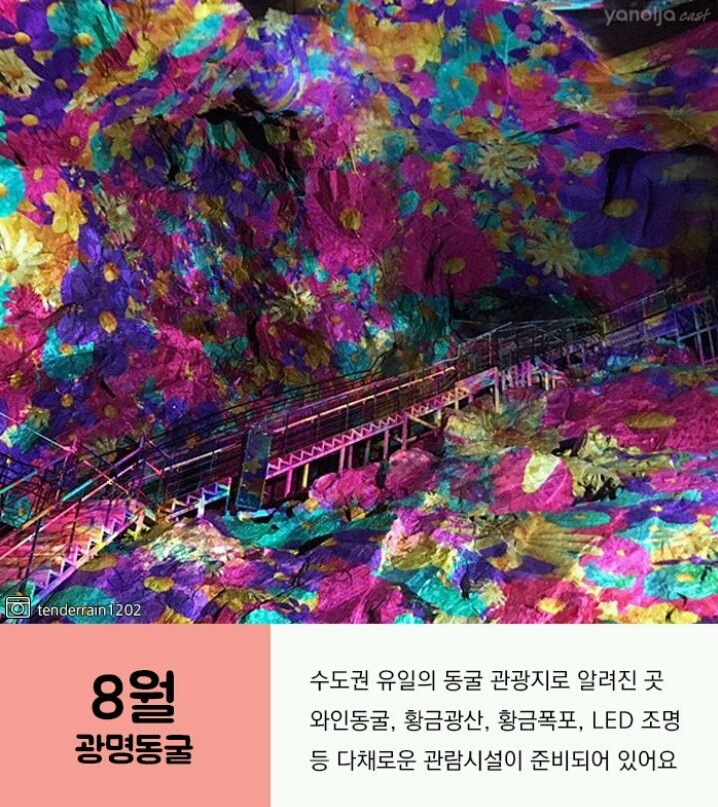 yanolja cast
tenderrain1202
8월
광명동굴
수도권 유일의 동굴 관광지로 알려진 곳
와인동굴, 황금광산, 황금폭포, LED 조명
등 다채로운 관람시설이 준비되어 있어요